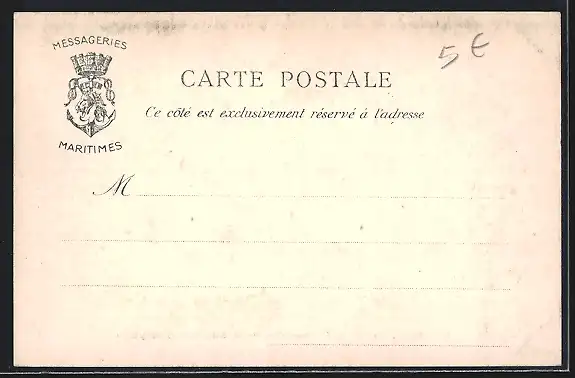 MESSAGERIES
MARITIMES
5 €
CARTE POSTALE
Ce côté est exclusivement réservé à l'adresse
M